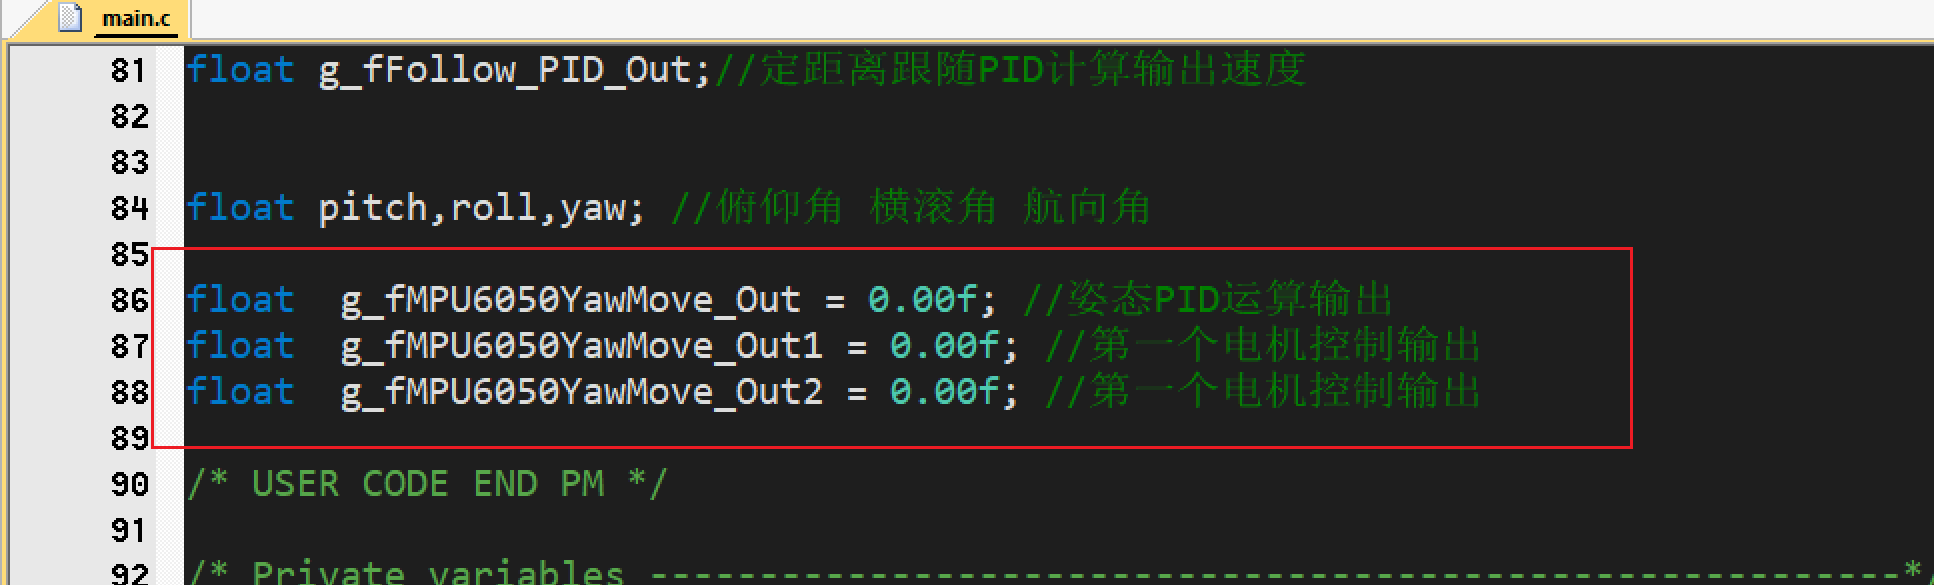 main.c
81 float g_fFollow_PID_Out;//定距离跟随PID计算输出速度
82
83
84 float pitch,roll,yaw; //俯仰角 横滚角 航向角
85
86 float  g_fMPU6050YawMove_Out = 0.00f; //姿态PID运算输出
87 float  g_fMPU6050YawMove_Out1 = 0.00f; //第一个电机控制输出
88 float  g_fMPU6050YawMove_Out2 = 0.00f; //第一个电机控制输出
89
90 /* USER CODE END PM */
91
92 /* Private variables ---------------------------------------------------------*/